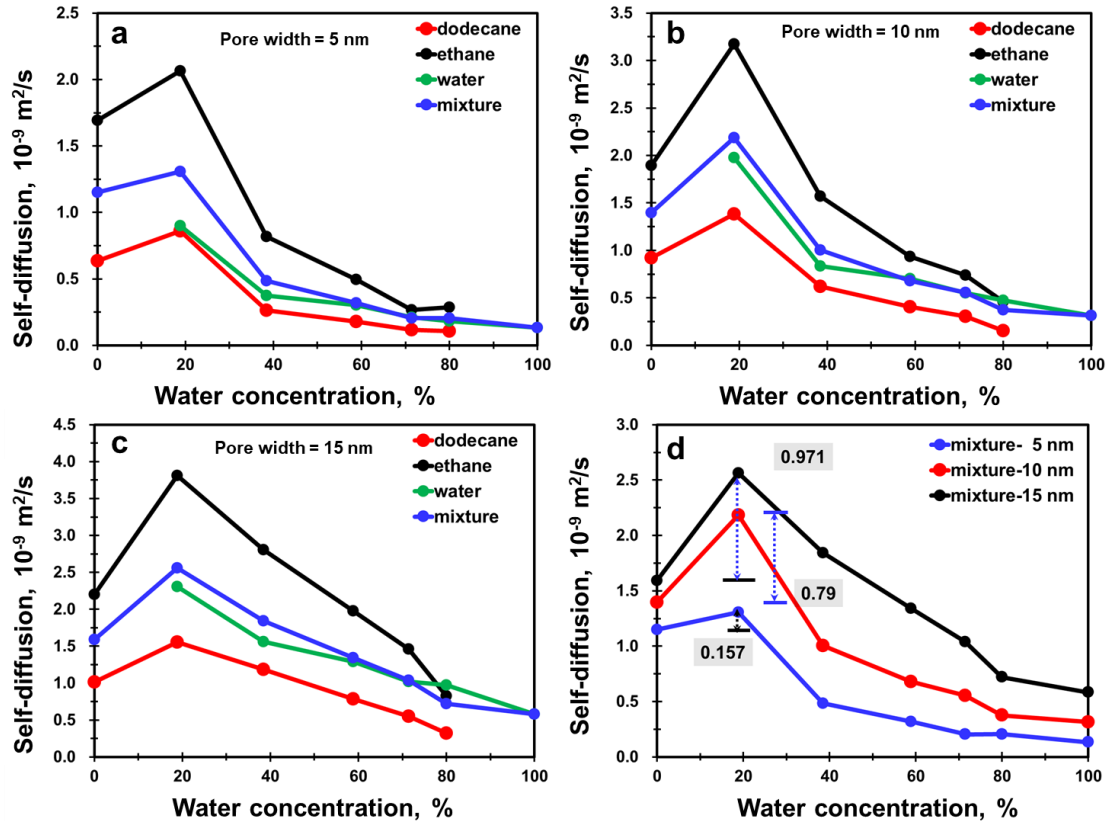 a
Pore width = 5 nm
dodecane
ethane
water
mixture
2.5
2.0
1.5
1.0
0.5
0.0
Self-diffusion, 10⁻⁹ m²/s
0 20 40 60 80 100
Water concentration, %
b
Pore width = 10 nm
dodecane
ethane
water
mixture
3.5
3.0
2.5
2.0
1.5
1.0
0.5
0.0
Self-diffusion, 10⁻⁹ m²/s
0 20 40 60 80 100
Water concentration, %
c
Pore width = 15 nm
dodecane
ethane
water
mixture
4.5
4.0
3.5
3.0
2.5
2.0
1.5
1.0
0.5
0.0
Self-diffusion, 10⁻⁹ m²/s
0 20 40 60 80 100
Water concentration, %
d
mixture- 5 nm
mixture-10 nm
mixture-15 nm
0.971
0.79
0.157
3.0
2.5
2.0
1.5
1.0
0.5
0.0
Self-diffusion, 10⁻⁹ m²/s
0 20 40 60 80 100
Water concentration, %